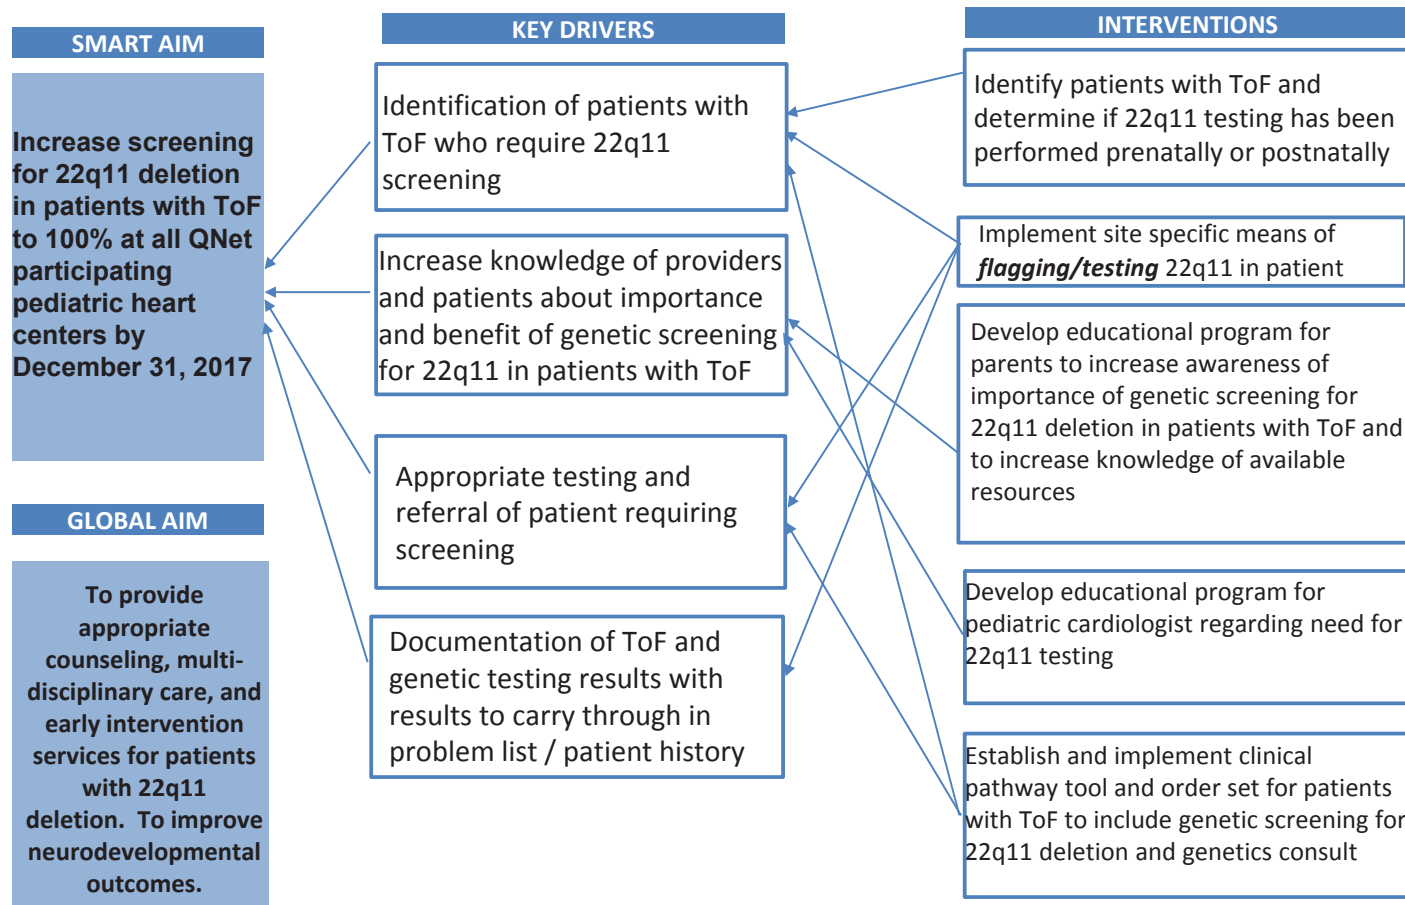 SMART AIM
Increase screening
for 22q11 deletion
in patients with ToF
to 100% at all QNet
participating
pediatric heart
centers by
December 31, 2017
GLOBAL AIM
To provide
appropriate
counseling, multi-
disciplinary care, and
early intervention
services for patients
with 22q11
deletion.  To improve
neurodevelopmental
outcomes.
KEY DRIVERS
Identification of patients with
ToF who require 22q11
screening
Increase knowledge of providers
and patients about importance
and benefit of genetic screening
for 22q11 in patients with ToF
Appropriate testing and
referral of patient requiring
screening
Documentation of ToF and
genetic testing results with
results to carry through in
problem list / patient history
INTERVENTIONS
Identify patients with ToF and
determine if 22q11 testing has been
performed prenatally or postnatally
Implement site specific means of
flagging/testing 22q11 in patient
Develop educational program for
parents to increase awareness of
importance of genetic screening for
22q11 deletion in patients with ToF and
to increase knowledge of available
resources
Develop educational program for
pediatric cardiologist regarding need for
22q11 testing
Establish and implement clinical
pathway tool and order set for patients
with ToF to include genetic screening for
22q11 deletion and genetics consult